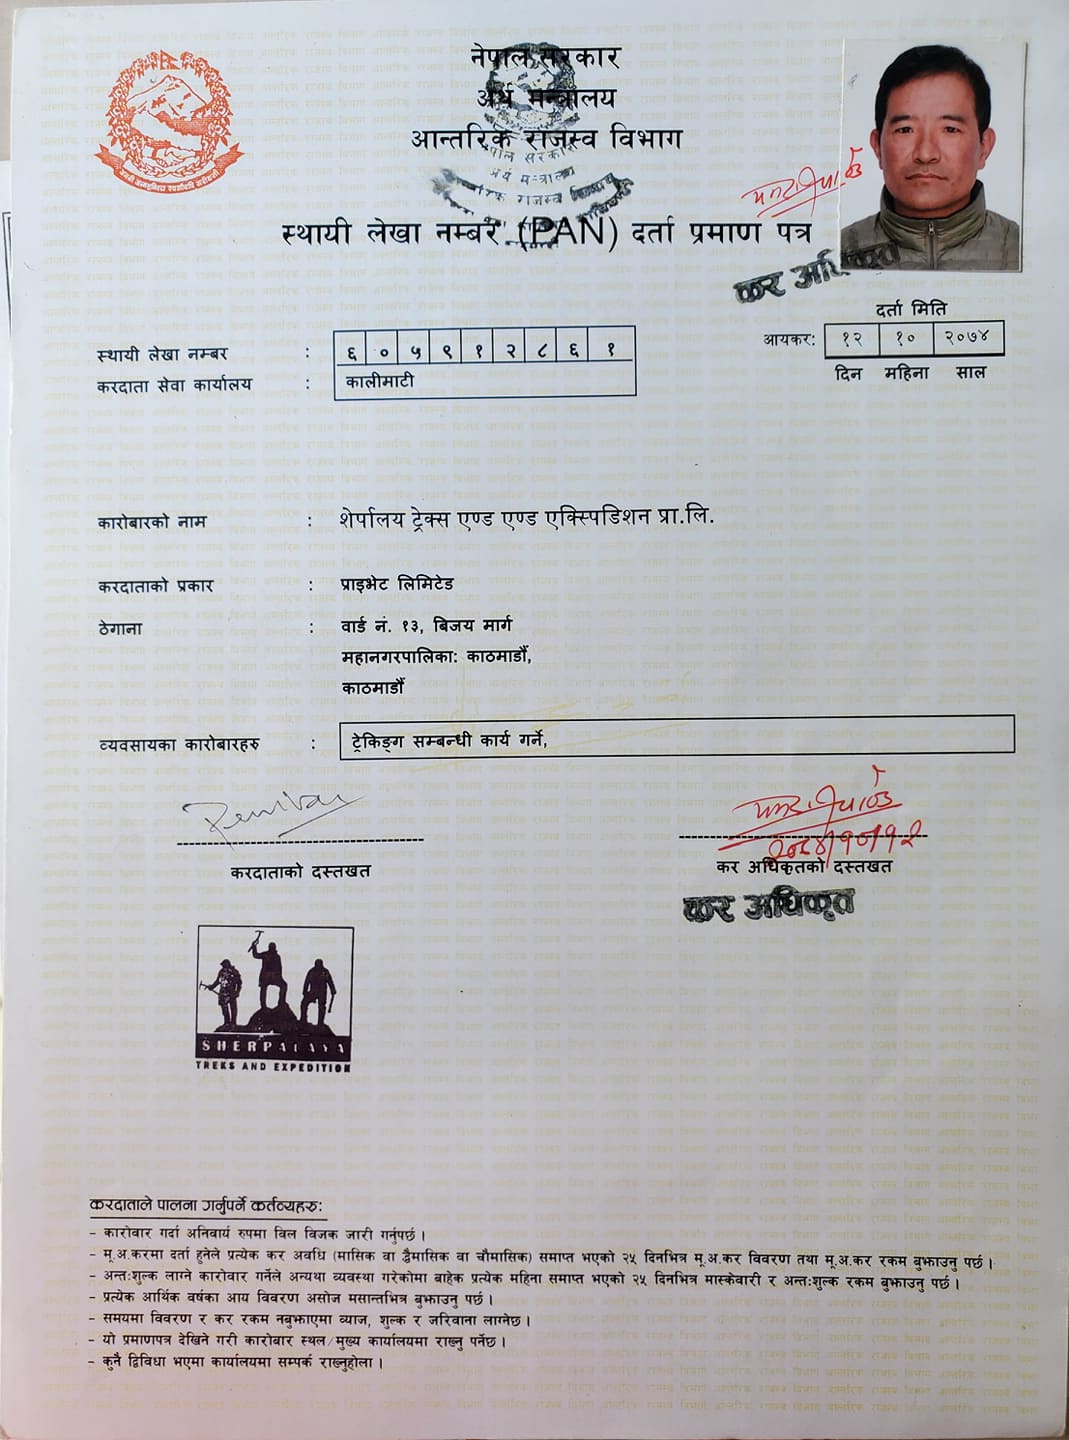 नेपाल सरकार
अर्थ मन्त्रालय
आन्तरिक राजस्व विभाग
स्थायी लेखा नम्बर (PAN) दर्ता प्रमाण पत्र
कर अधिकृत
दर्ता मिति
आयकर: १२ १० २०७४
दिन महिना साल
स्थायी लेखा नम्बर : ६ ० ५ ९ १ २ ८ ६ १
करदाता सेवा कार्यालय : कालीमाटी
कारोबारको नाम : शेर्पालय ट्रेक्स एण्ड एण्ड एक्स्पिडिशन प्रा.लि.
करदाताको प्रकार : प्राइभेट लिमिटेड
ठेगाना : वार्ड नं. १३, बिजय मार्ग
महानगरपालिका: काठमाडौं,
काठमाडौं
व्यवसायका कारोबारहरु : ट्रेकिङ्ग सम्बन्धी कार्य गर्ने,
करदाताको दस्तखत
कर अधिकृतको दस्तखत
कर अधिकृत
SHERPALAYA
TREKS AND EXPEDITION
करदाताले पालना गर्नुपर्ने कर्तव्यहरु:
- कारोवार गर्दा अनिवार्य रुपमा विल विजक जारी गर्नुपर्छ ।
- मू.अ.करमा दर्ता हुनेले प्रत्येक कर अवधि (मासिक वा द्वैमासिक वा चौमासिक) समाप्त भएको २५ दिनभित्र मू.अ.कर विवरण तथा मू.अ.कर रकम बुझाउनु पर्छ ।
- अन्तःशुल्क लाग्ने कारोवार गर्नेले अन्यथा व्यवस्था गरेकोमा बाहेक प्रत्येक महिना समाप्त भएको २५ दिनभित्र मास्केवारी र अन्तःशुल्क रकम बुझाउनु पर्छ ।
- प्रत्येक आर्थिक वर्षका आय विवरण असोज मसान्तभित्र बुझाउनु पर्छ ।
- समयमा विवरण र कर रकम नबुझाएमा व्याज, शुल्क र जरिवाना लाग्नेछ ।
- यो प्रमाणपत्र देखिने गरी कारोबार स्थल/मुख्य कार्यालयमा राख्नु पर्नेछ ।
- कुनै द्विविधा भएमा कार्यालयमा सम्पर्क राख्नुहोला ।